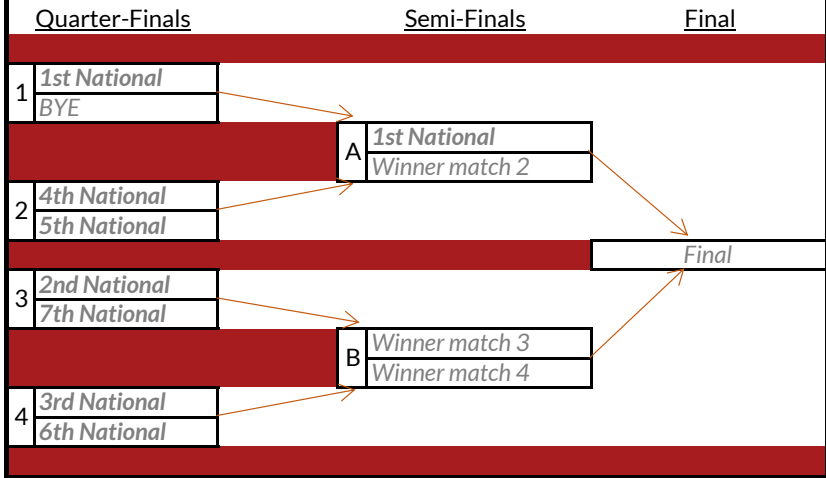 Quarter-Finals Semi-Finals Final
1 1st National
BYE
A 1st National
Winner match 2
2 4th National
5th National
Final
3 2nd National
7th National
B Winner match 3
Winner match 4
4 3rd National
6th National